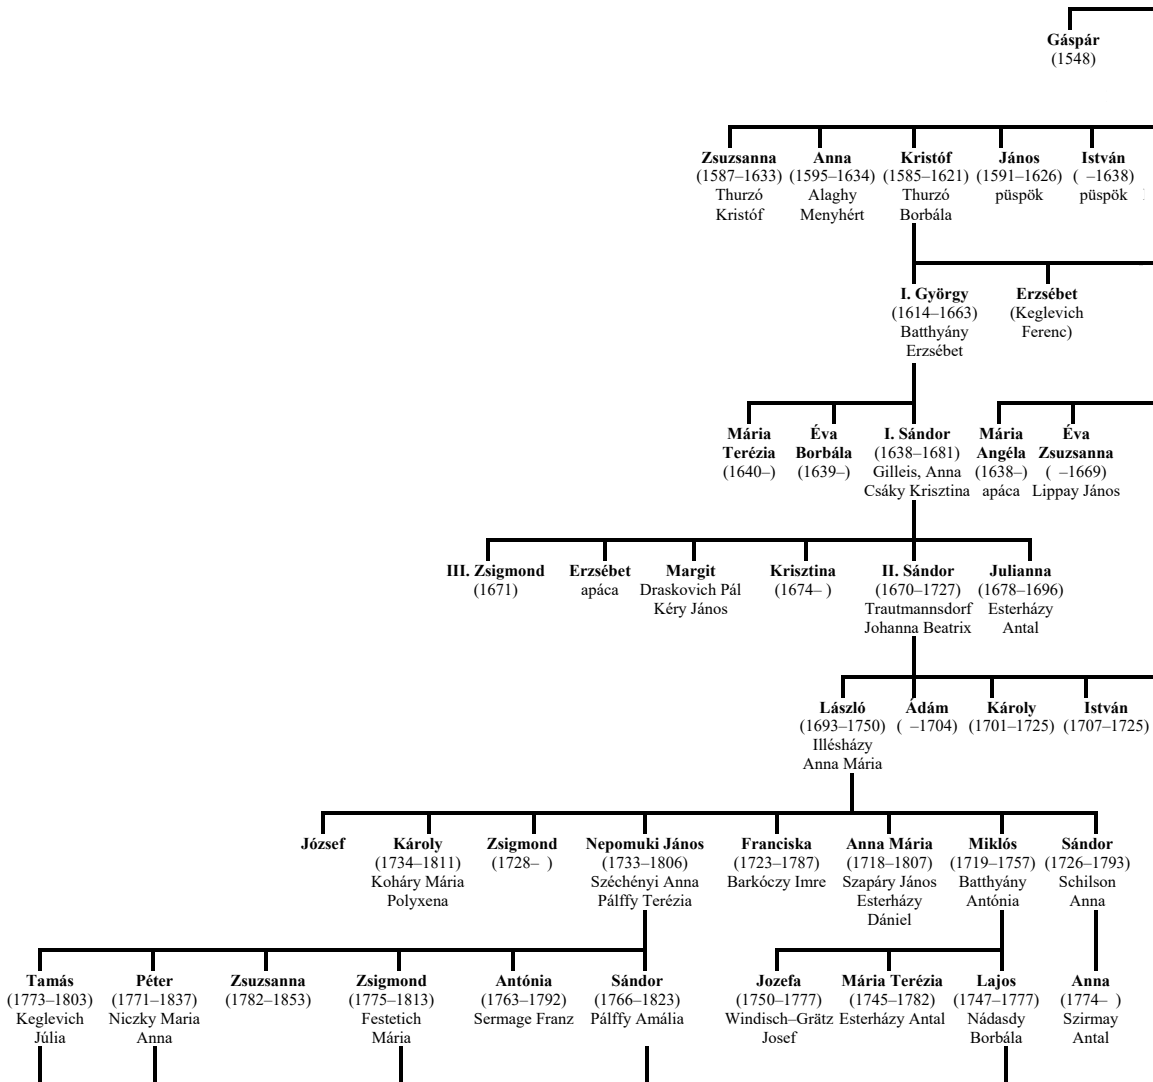 Gáspár
(1548)
Zsuzsanna
(1587–1633)
Thurzó
Kristóf
Anna
(1595–1634)
Alaghy
Menyhért
Kristóf
(1585–1621)
Thurzó
Borbála
János
(1591–1626)
püspök
István
( –1638)
püspök
I. György
(1614–1663)
Batthyány
Erzsébet
Erzsébet
(Keglevich
Ferenc)
Mária
Terézia
(1640–)
Éva
Borbála
(1639–)
I. Sándor
(1638–1681)
Gilleis, Anna
Csáky Krisztina
Mária
Angéla
(1638–)
apáca
Éva
Zsuzsanna
( –1669)
Lippay János
III. Zsigmond
(1671)
Erzsébet
apáca
Margit
Draskovich Pál
Kéry János
Krisztina
(1674– )
II. Sándor
(1670–1727)
Trautmannsdorf
Johanna Beatrix
Julianna
(1678–1696)
Esterházy
Antal
László
(1693–1750)
Illésházy
Anna Mária
Ádám
( –1704)
Károly
(1701–1725)
István
(1707–1725)
József
Károly
(1734–1811)
Koháry Mária
Polyxena
Zsigmond
(1728– )
Nepomuki János
(1733–1806)
Széchényi Anna
Pálffy Terézia
Franciska
(1723–1787)
Barkóczy Imre
Anna Mária
(1718–1807)
Szapáry János
Esterházy
Dániel
Miklós
(1719–1757)
Batthyány
Antónia
Sándor
(1726–1793)
Schilson
Anna
Tamás
(1773–1803)
Keglevich
Júlia
Péter
(1771–1837)
Niczky Maria
Anna
Zsuzsanna
(1782–1853)
Zsigmond
(1775–1813)
Festetich
Mária
Antónia
(1763–1792)
Sermage Franz
Sándor
(1766–1823)
Pálffy Amália
Jozefa
(1750–1777)
Windisch–Grätz
Josef
Mária Terézia
(1745–1782)
Esterházy Antal
Lajos
(1747–1777)
Nádasdy
Borbála
Anna
(1774– )
Szirmay
Antal